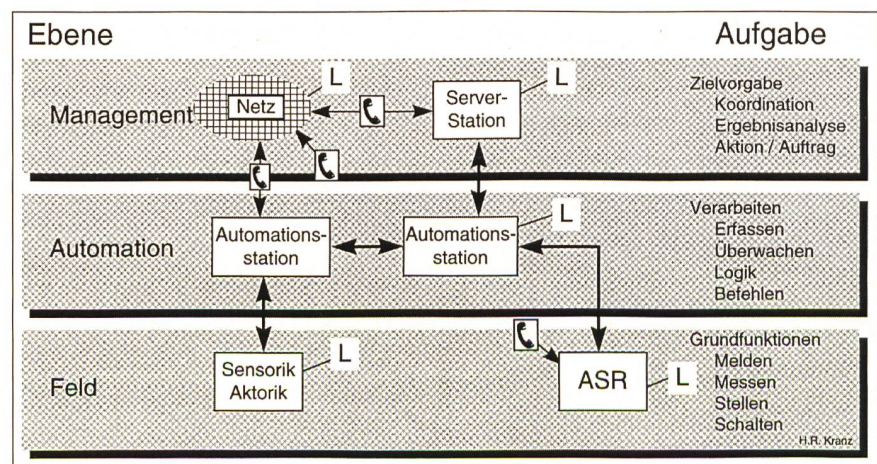 Ebene
Aufgabe
L
L
Management
Netz
Server-
Station
Zielvorgabe
Koordination
Ergebnisanalyse
Aktion / Auftrag
L
Automation
Automations-
station
Automations-
station
Verarbeiten
Erfassen
Überwachen
Logik
Befehlen
Feld
Sensorik
Aktorik
L
ASR
L
Grundfunktionen
Melden
Messen
Stellen
Schalten
H.R. Kranz